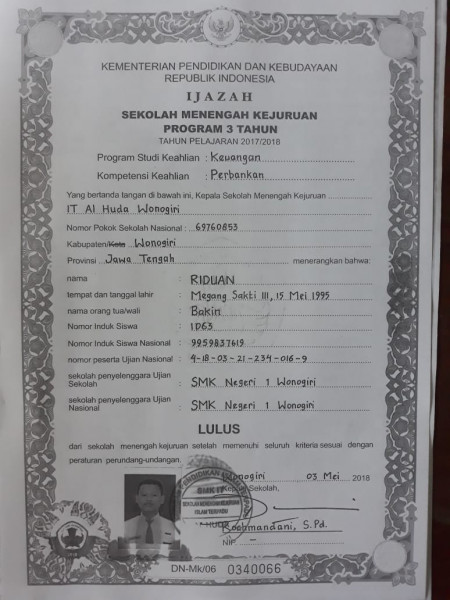 KEMENTERIAN PENDIDIKAN DAN KEBUDAYAAN
REPUBLIK INDONESIA
IJAZAH
SEKOLAH MENENGAH KEJURUAN
PROGRAM 3 TAHUN
TAHUN PELAJARAN 2017/2018
Program Studi Keahlian : Keuangan
Kompetensi Keahlian : Perbankan
Yang bertanda tangan di bawah ini, Kepala Sekolah Menengah Kejuruan
IT Al Huda Wonogiri
Nomor Pokok Sekolah Nasional : 69760853
Kabupaten/Kota Wonogiri
Provinsi Jawa Tengah menerangkan bahwa:
nama : RIDUAN
tempat dan tanggal lahir : Megang Sakti III, 15 Mei 1995
nama orang tua/wali : Bakin
Nomor Induk Siswa : 1D63
Nomor Induk Siswa Nasional : 9959837619
nomor peserta Ujian Nasional : 4-18-03-21-234-016-9
sekolah penyelenggara Ujian Sekolah : SMK Negeri 1 Wonogiri
sekolah penyelenggara Ujian Nasional : SMK Negeri 1 Wonogiri
LULUS
dari sekolah menengah kejuruan setelah memenuhi seluruh kriteria sesuai dengan
peraturan perundang-undangan.
Wonogiri 03 Mei 2018
Kepala Sekolah,
SMK IT
S.Pd.
NIP. -
DN-Mk/06 0340066